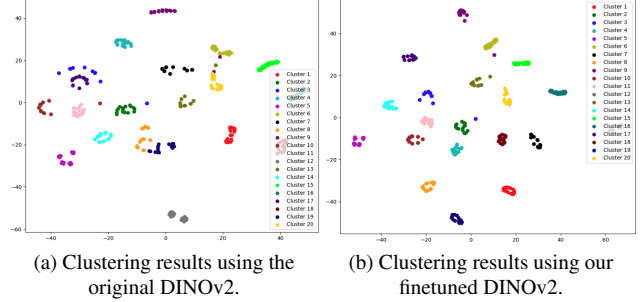 40
20
0
−20
−40
−60
−40
−20
0
20
40
Cluster 1
Cluster 2
Cluster 3
Cluster 4
Cluster 5
Cluster 6
Cluster 7
Cluster 8
Cluster 9
Cluster 10
Cluster 11
Cluster 12
Cluster 13
Cluster 14
Cluster 15
Cluster 16
Cluster 17
Cluster 18
Cluster 19
Cluster 20
(a) Clustering results using the
original DINOv2.
40
20
0
−20
−40
−40
−20
0
20
40
60
Cluster 1
Cluster 2
Cluster 3
Cluster 4
Cluster 5
Cluster 6
Cluster 7
Cluster 8
Cluster 9
Cluster 10
Cluster 11
Cluster 12
Cluster 13
Cluster 14
Cluster 15
Cluster 16
Cluster 17
Cluster 18
Cluster 19
Cluster 20
(b) Clustering results using our
finetuned DINOv2.